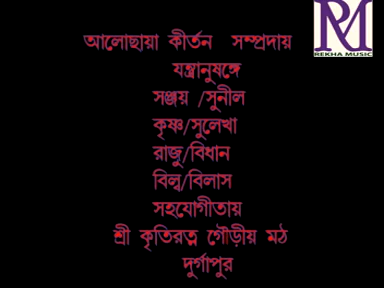 আলোছায়া কীর্তন সম্প্রদায়
যন্ত্রানুষঙ্গে
সঞ্জয় /সুনীল
কৃষ্ণ/সুলেখা
রাজু/বিধান
বিল্ব/বিলাস
সহযোগীতায়
শ্রী কৃতিরত্ন গৌড়ীয় মঠ
দুর্গাপুর
RM
REKHA MUSIC